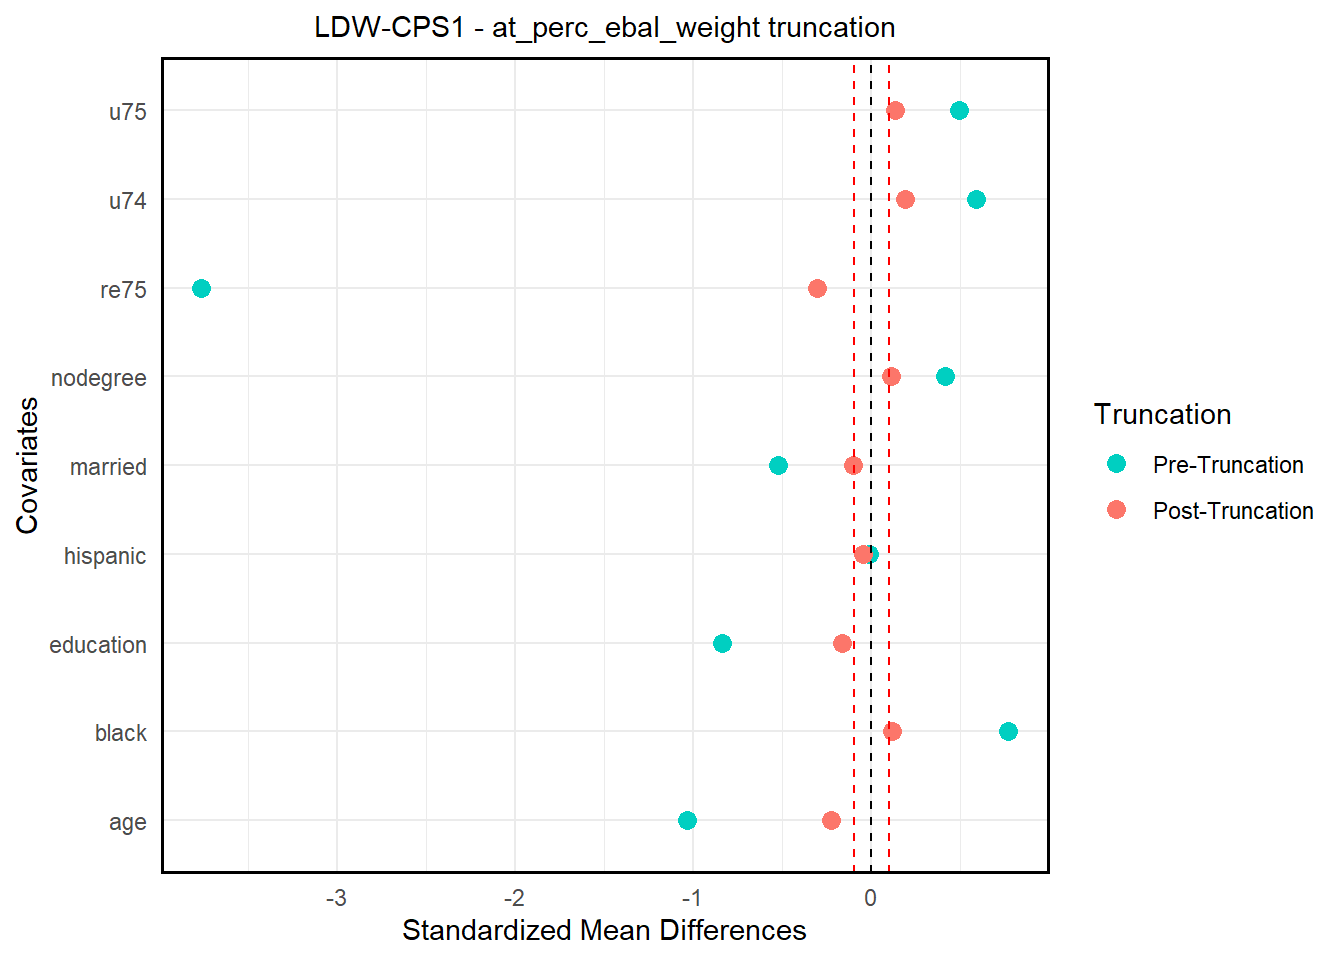 LDW-CPS1 - at_perc_ebal_weight truncation
u75
u74
re75
nodegree
married
hispanic
education
black
age
Covariates
-3
-2
-1
0
Standardized Mean Differences
Truncation
Pre-Truncation
Post-Truncation